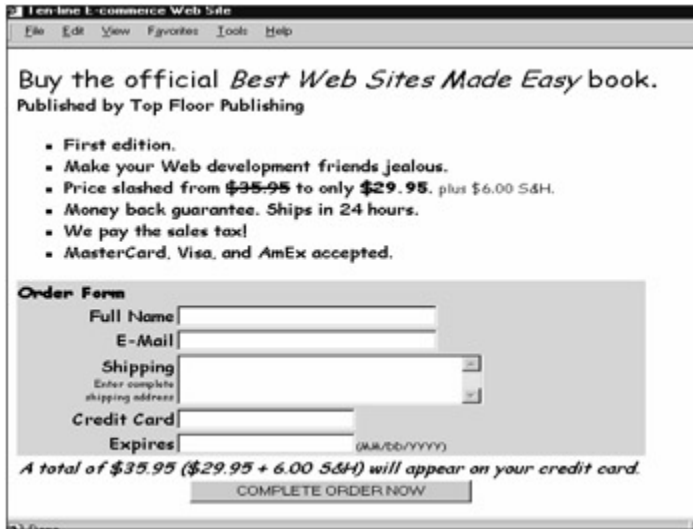 Ten-line E-commerce Web Site
File Edit View Favorites Tools Help
Buy the official Best Web Sites Made Easy book.
Published by Top Floor Publishing
▪ First edition.
▪ Make your Web development friends jealous.
▪ Price slashed from $35.95 to only $29.95. plus $6.00 S&H.
▪ Money back guarantee. Ships in 24 hours.
▪ We pay the sales tax!
▪ MasterCard, Visa, and AmEx accepted.
Order Form
Full Name
E-Mail
Shipping
Enter complete
shipping address
Credit Card
Expires (MM/DD/YYYY)
A total of $35.95 ($29.95 + 6.00 S&H) will appear on your credit card.
COMPLETE ORDER NOW
Done